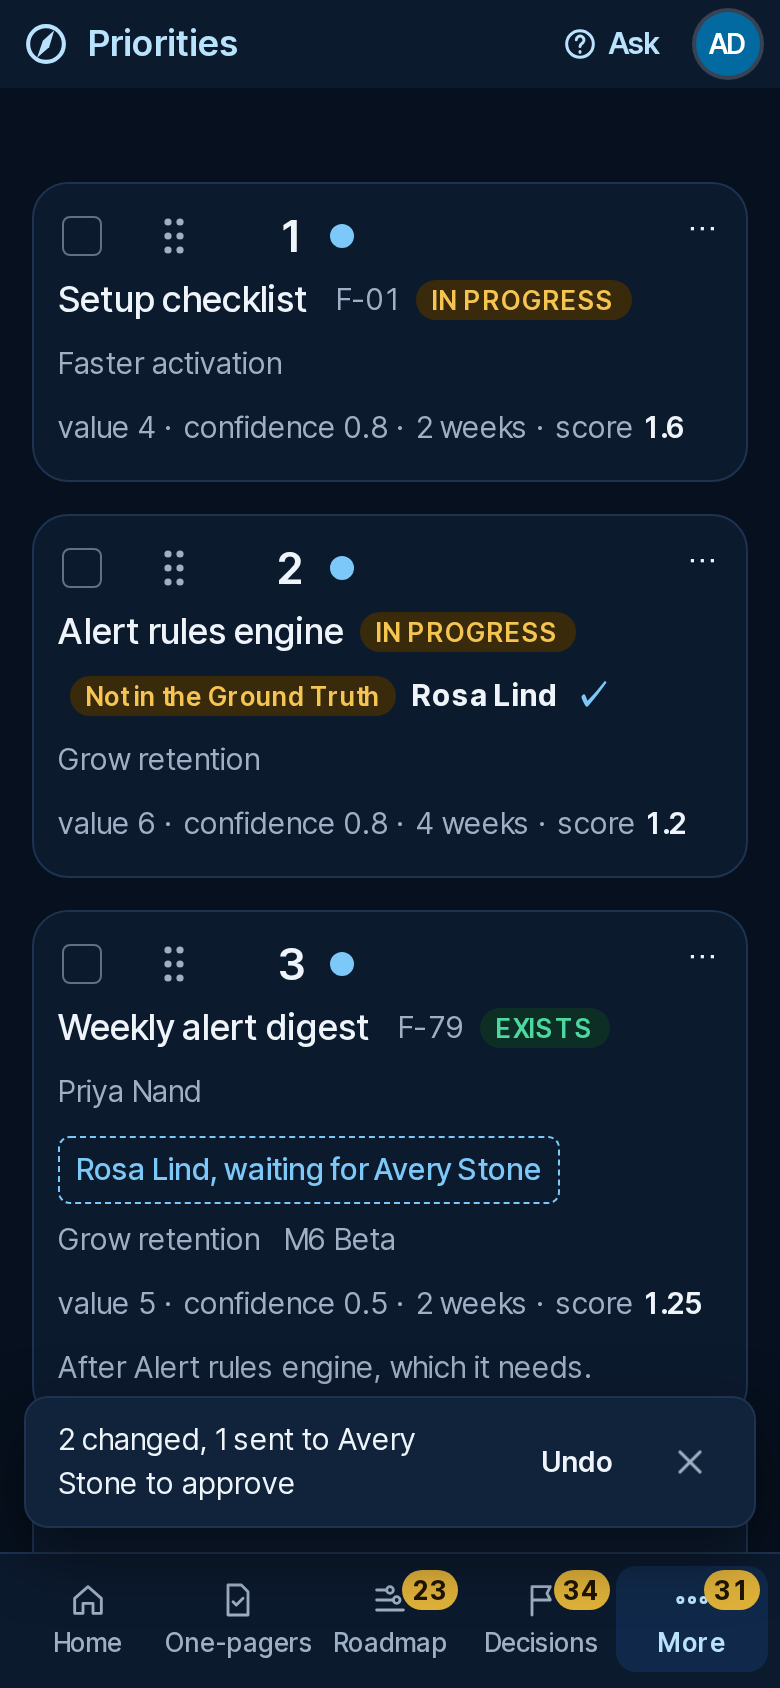 Priorities
Ask
AD
1
...
Setup checklist F-01 IN PROGRESS
Faster activation
value 4 · confidence 0.8 · 2 weeks · score 1.6
2
...
Alert rules engine IN PROGRESS
Not in the Ground Truth Rosa Lind ✓
Grow retention
value 6 · confidence 0.8 · 4 weeks · score 1.2
3
...
Weekly alert digest F-79 EXISTS
Priya Nand
Rosa Lind, waiting for Avery Stone
Grow retention M6 Beta
value 5 · confidence 0.5 · 2 weeks · score 1.25
After Alert rules engine, which it needs.
2 changed, 1 sent to Avery
Stone to approve
Undo
23 34 31
Home One-pagers Roadmap Decisions More